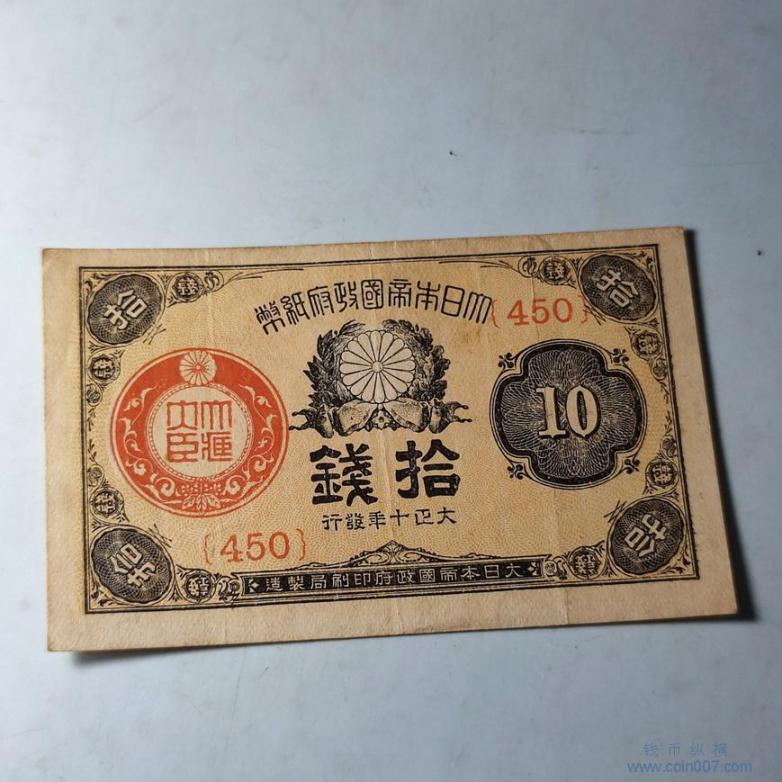 大日本帝國政府紙幣
{450}
拾
拾
10
大藏大臣
拾錢
大正十年發行
{450}
拾
拾
大日本帝國政府印刷局製造
钱币纵横
www.coin007.com